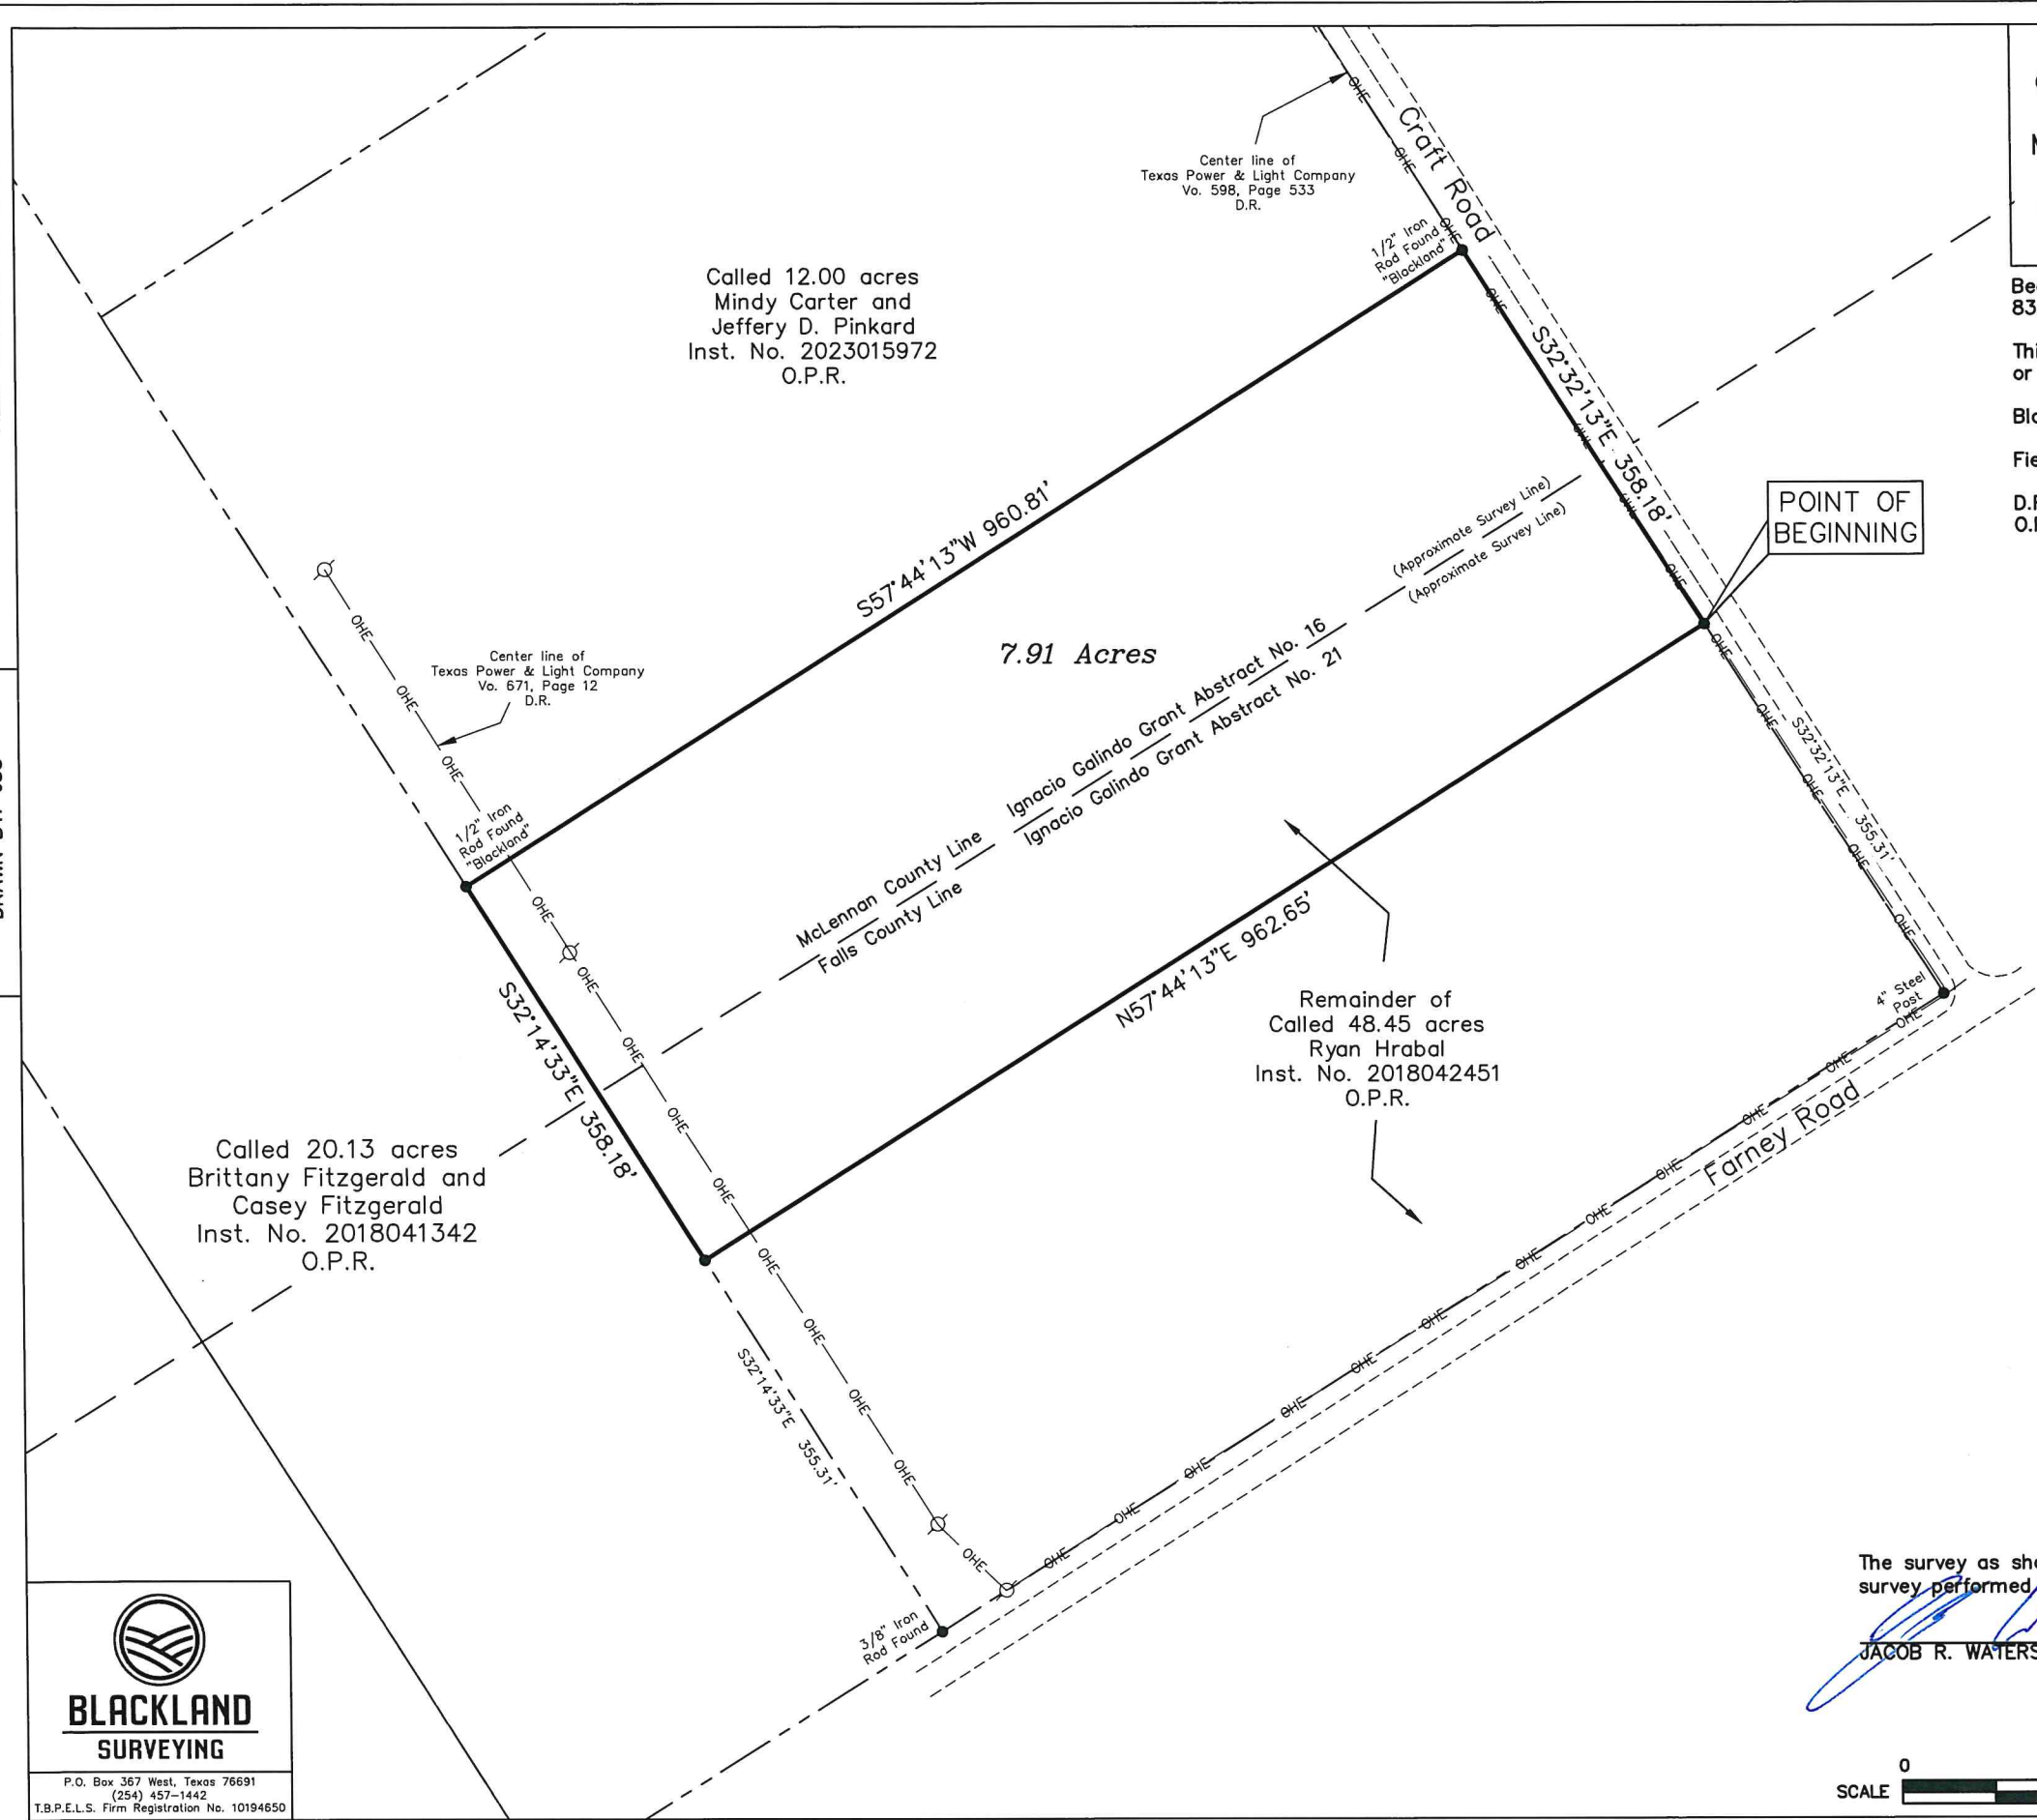 Craft Road
Center line of
Texas Power & Light Company
Vo. 598, Page 533
D.R.
1/2" Iron
Rod Found
"Blackland"
Called 12.00 acres
Mindy Carter and
Jeffery D. Pinkard
Inst. No. 2023015972
O.P.R.
S32°32'13"E 358.18'
POINT OF
BEGINNING
S57°44'13"W 960.81'
(Approximate Survey Line)
(Approximate Survey Line)
7.91 Acres
Center line of
Texas Power & Light Company
Vo. 671, Page 12
D.R.
Ignacio Galindo Grant Abstract No. 16
Ignacio Galindo Grant Abstract No. 21
McLennan County Line
Falls County Line
1/2" Iron
Rod Found
"Blackland"
S32°32'13"E 355.31'
N57°44'13"E 962.65'
S32°14'33"E 358.18'
Remainder of
Called 48.45 acres
Ryan Hrabal
Inst. No. 2018042451
O.P.R.
4" Steel
Post
Farney Road
Called 20.13 acres
Brittany Fitzgerald and
Casey Fitzgerald
Inst. No. 2018041342
O.P.R.
S32°14'33"E 355.31'
3/8" Iron
Rod Found
OHE
The survey as sho
survey performed
JACOB R. WATERS
0
SCALE
BLACKLAND
SURVEYING
P.O. Box 367 West, Texas 76691
(254) 457-1442
T.B.P.E.L.S. Firm Registration No. 10194650
83
Thi
or
Fie